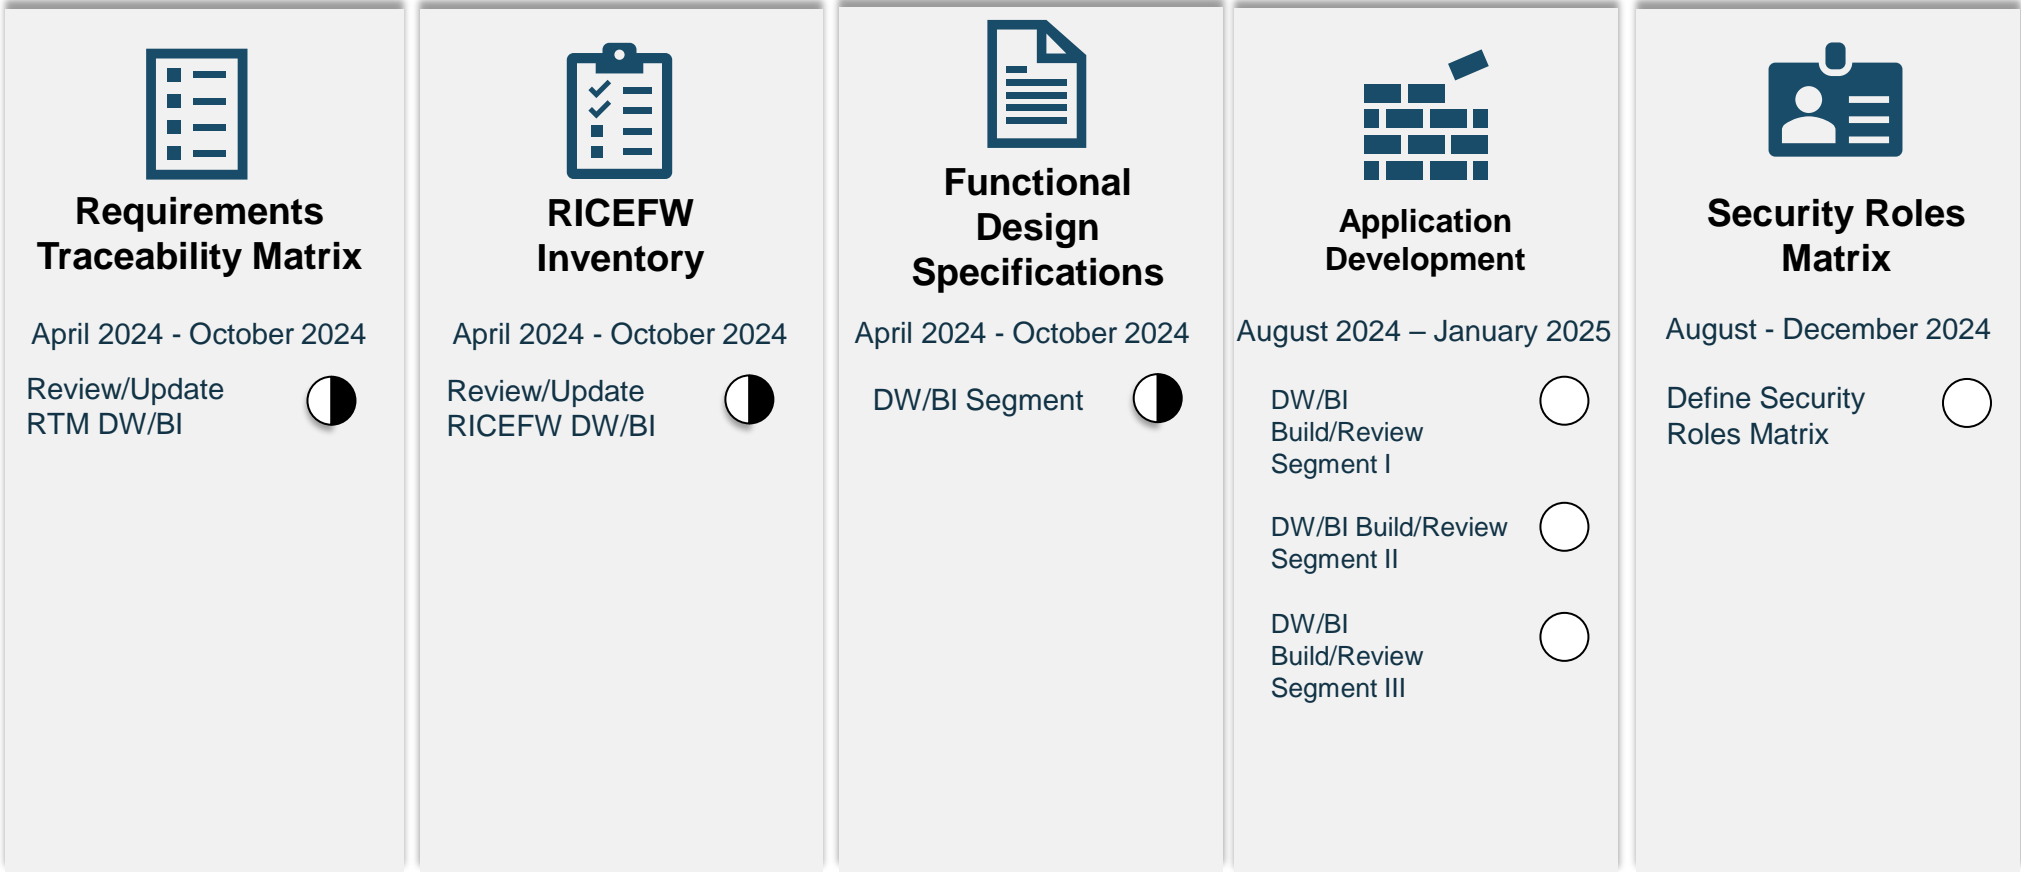 Requirements
Traceability Matrix
April 2024 - October 2024
Review/Update
RTM DW/BI
RICEFW
Inventory
April 2024 - October 2024
Review/Update
RICEFW DW/BI
Functional
Design
Specifications
April 2024 - October 2024
DW/BI Segment
Application
Development
August 2024 – January 2025
DW/BI
Build/Review
Segment I
DW/BI Build/Review
Segment II
DW/BI
Build/Review
Segment III
Security Roles
Matrix
August - December 2024
Define Security
Roles Matrix